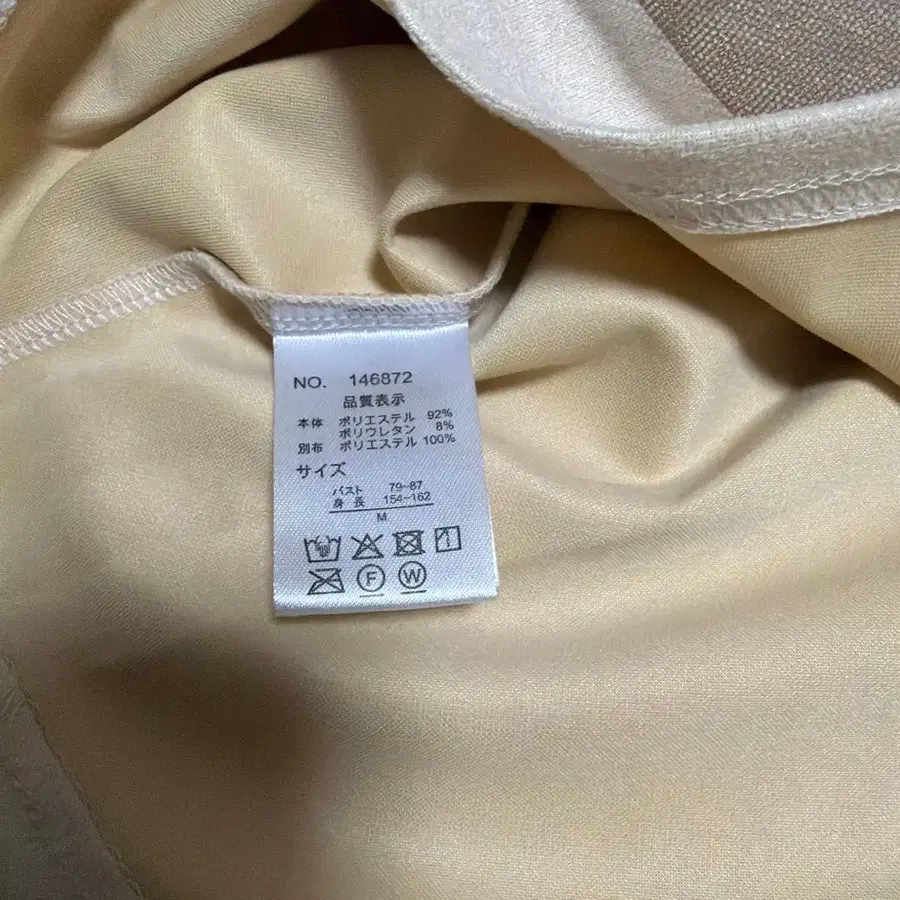 NO. 146872
品質表示
本体 ポリエステル 92%
ポリウレタン 8%
別布 ポリエステル 100%
サイズ
バスト 79~87
身長 154~162
M
F W